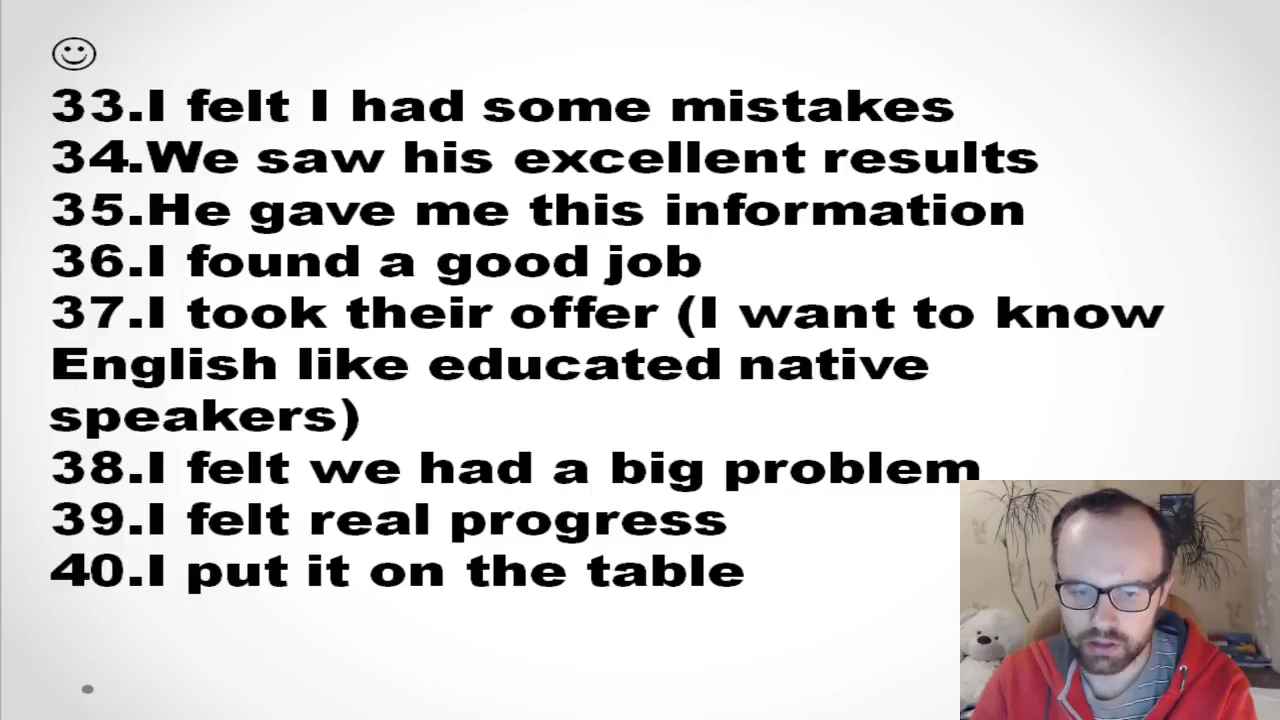 33.I felt I had some mistakes
34.We saw his excellent results
35.He gave me this information
36.I found a good job
37.I took their offer (I want to know
English like educated native
speakers)
38.I felt we had a big problem
39.I felt real progress
40.I put it on the table